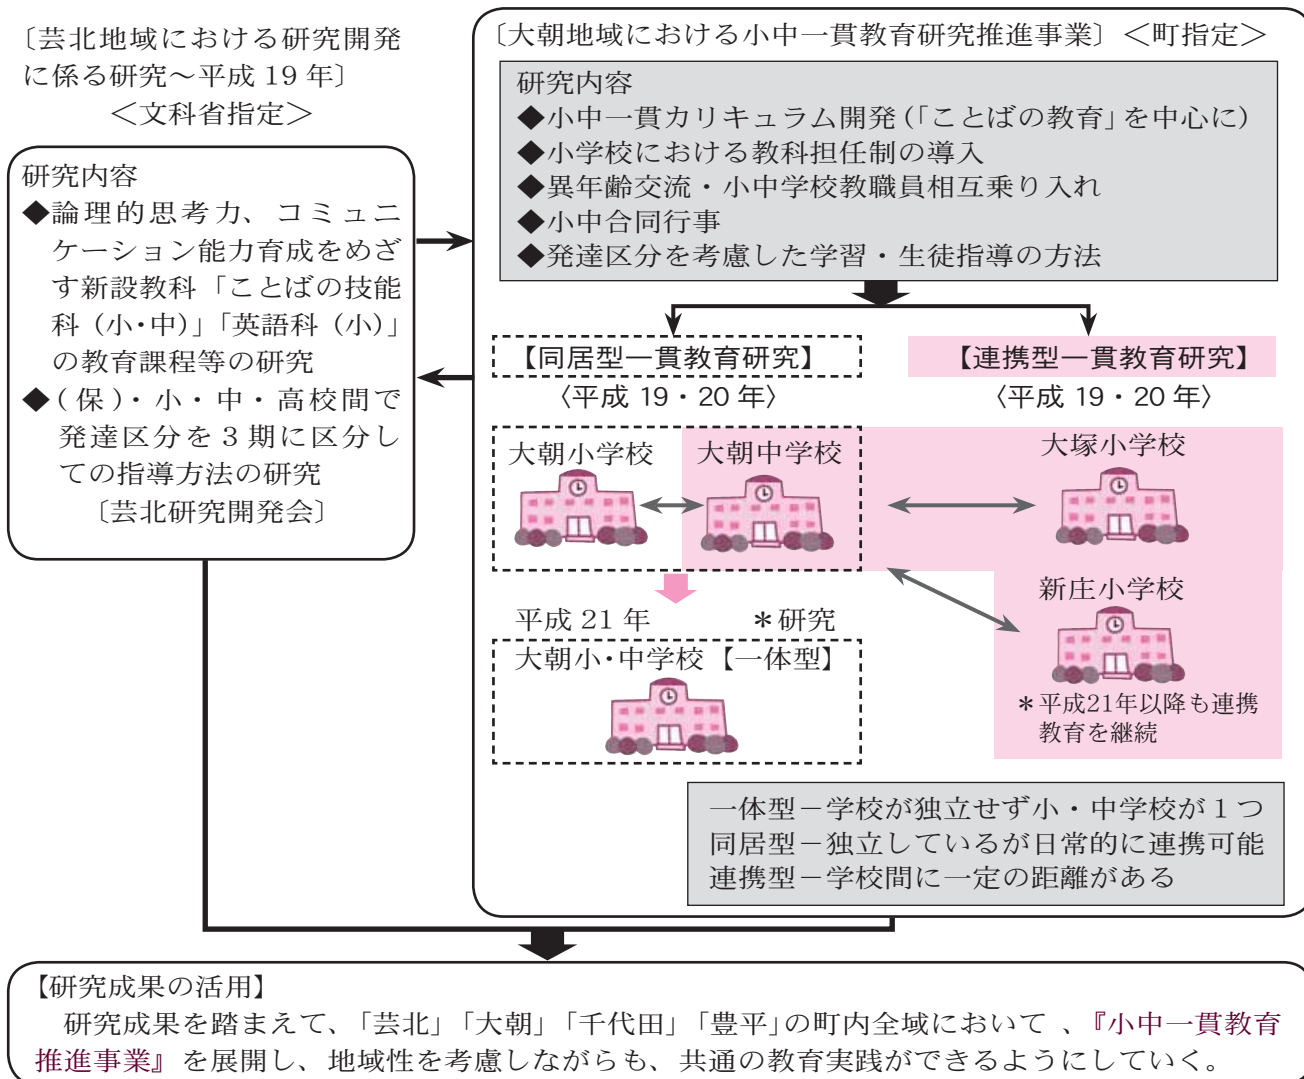 〔芸北地域における研究開発
に係る研究～平成 19 年〕
＜文科省指定＞
研究内容
◆論理的思考力、コミュニ
ケーション能力育成をめざ
す新設教科「ことばの技能
科（小・中）」「英語科（小）」
の教育課程等の研究
◆（保）・小・中・高校間で
発達区分を３期に区分し
ての指導方法の研究
〔芸北研究開発会〕
〔大朝地域における小中一貫教育研究推進事業〕＜町指定＞
研究内容
◆小中一貫カリキュラム開発（「ことばの教育」を中心に）
◆小学校における教科担任制の導入
◆異年齢交流・小中学校教職員相互乗り入れ
◆小中合同行事
◆発達区分を考慮した学習・生徒指導の方法
【同居型一貫教育研究】
〈平成 19・20 年〉
【連携型一貫教育研究】
〈平成 19・20 年〉
大朝小学校
大朝中学校
大塚小学校
新庄小学校
＊平成21年以降も連携
教育を継続
平成 21 年 ＊研究
大朝小・中学校【一体型】
一体型－学校が独立せず小・中学校が１つ
同居型－独立しているが日常的に連携可能
連携型－学校間に一定の距離がある
【研究成果の活用】
研究成果を踏まえて、「芸北」「大朝」「千代田」「豊平」の町内全域において 、『小中一貫教育
推進事業』を展開し、地域性を考慮しながらも、共通の教育実践ができるようにしていく。